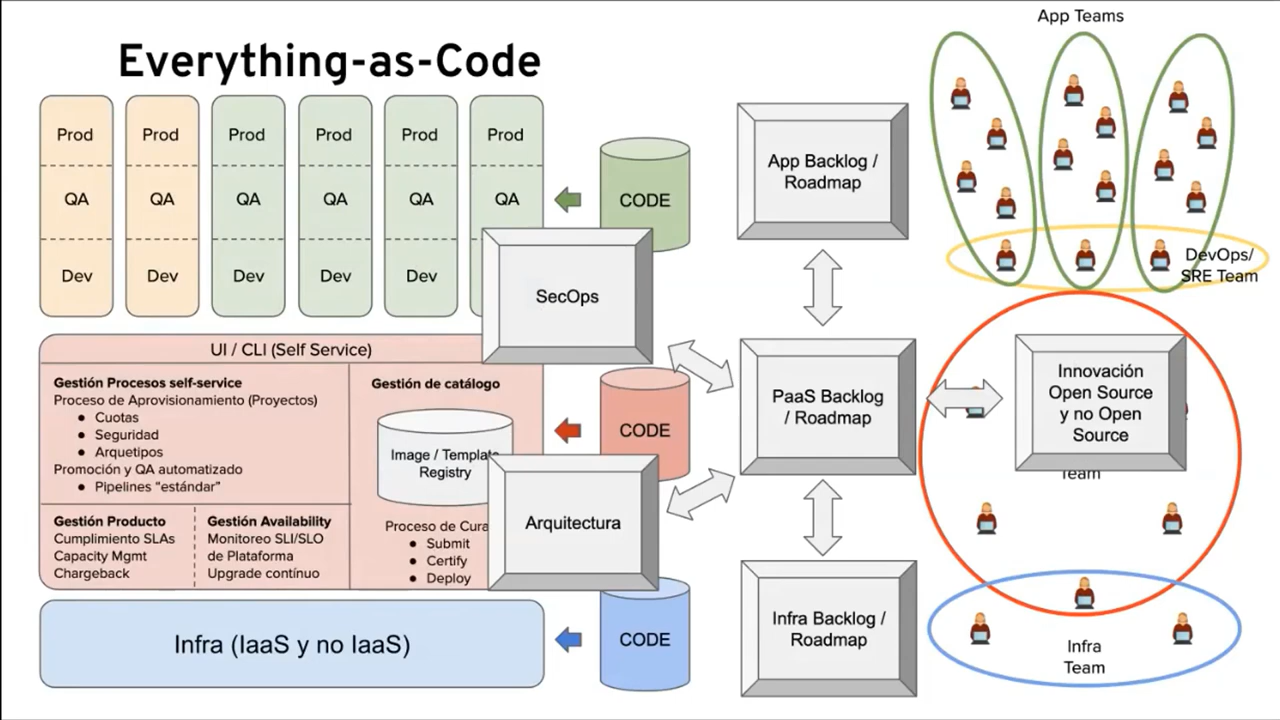 App Teams
Everything-as-Code
Prod
Prod
Prod
Prod
Prod
Prod
QA
QA
QA
QA
QA
QA
Dev
Dev
Dev
Dev
Dev
CODE
SecOps
App Backlog /
Roadmap
DevOps/
SRE Team
UI / CLI (Self Service)
Gestión Procesos self-service
Proceso de Aprovisionamiento (Proyectos)
● Cuotas
● Seguridad
● Arquetipos
Promoción y QA automatizado
● Pipelines “estándar”
Gestión de catálogo
Image / Template
Registry
Proceso de Cura
● Submit
● Certify
● Deploy
Gestión Producto
Cumplimiento SLAs
Capacity Mgmt
Chargeback
Gestión Availability
Monitoreo SLI/SLO
de Plataforma
Upgrade contínuo
CODE
Arquitectura
PaaS Backlog
/ Roadmap
Innovación
Open Source
y no Open
Source
Team
Infra (IaaS y no IaaS)
CODE
Infra Backlog /
Roadmap
Infra
Team